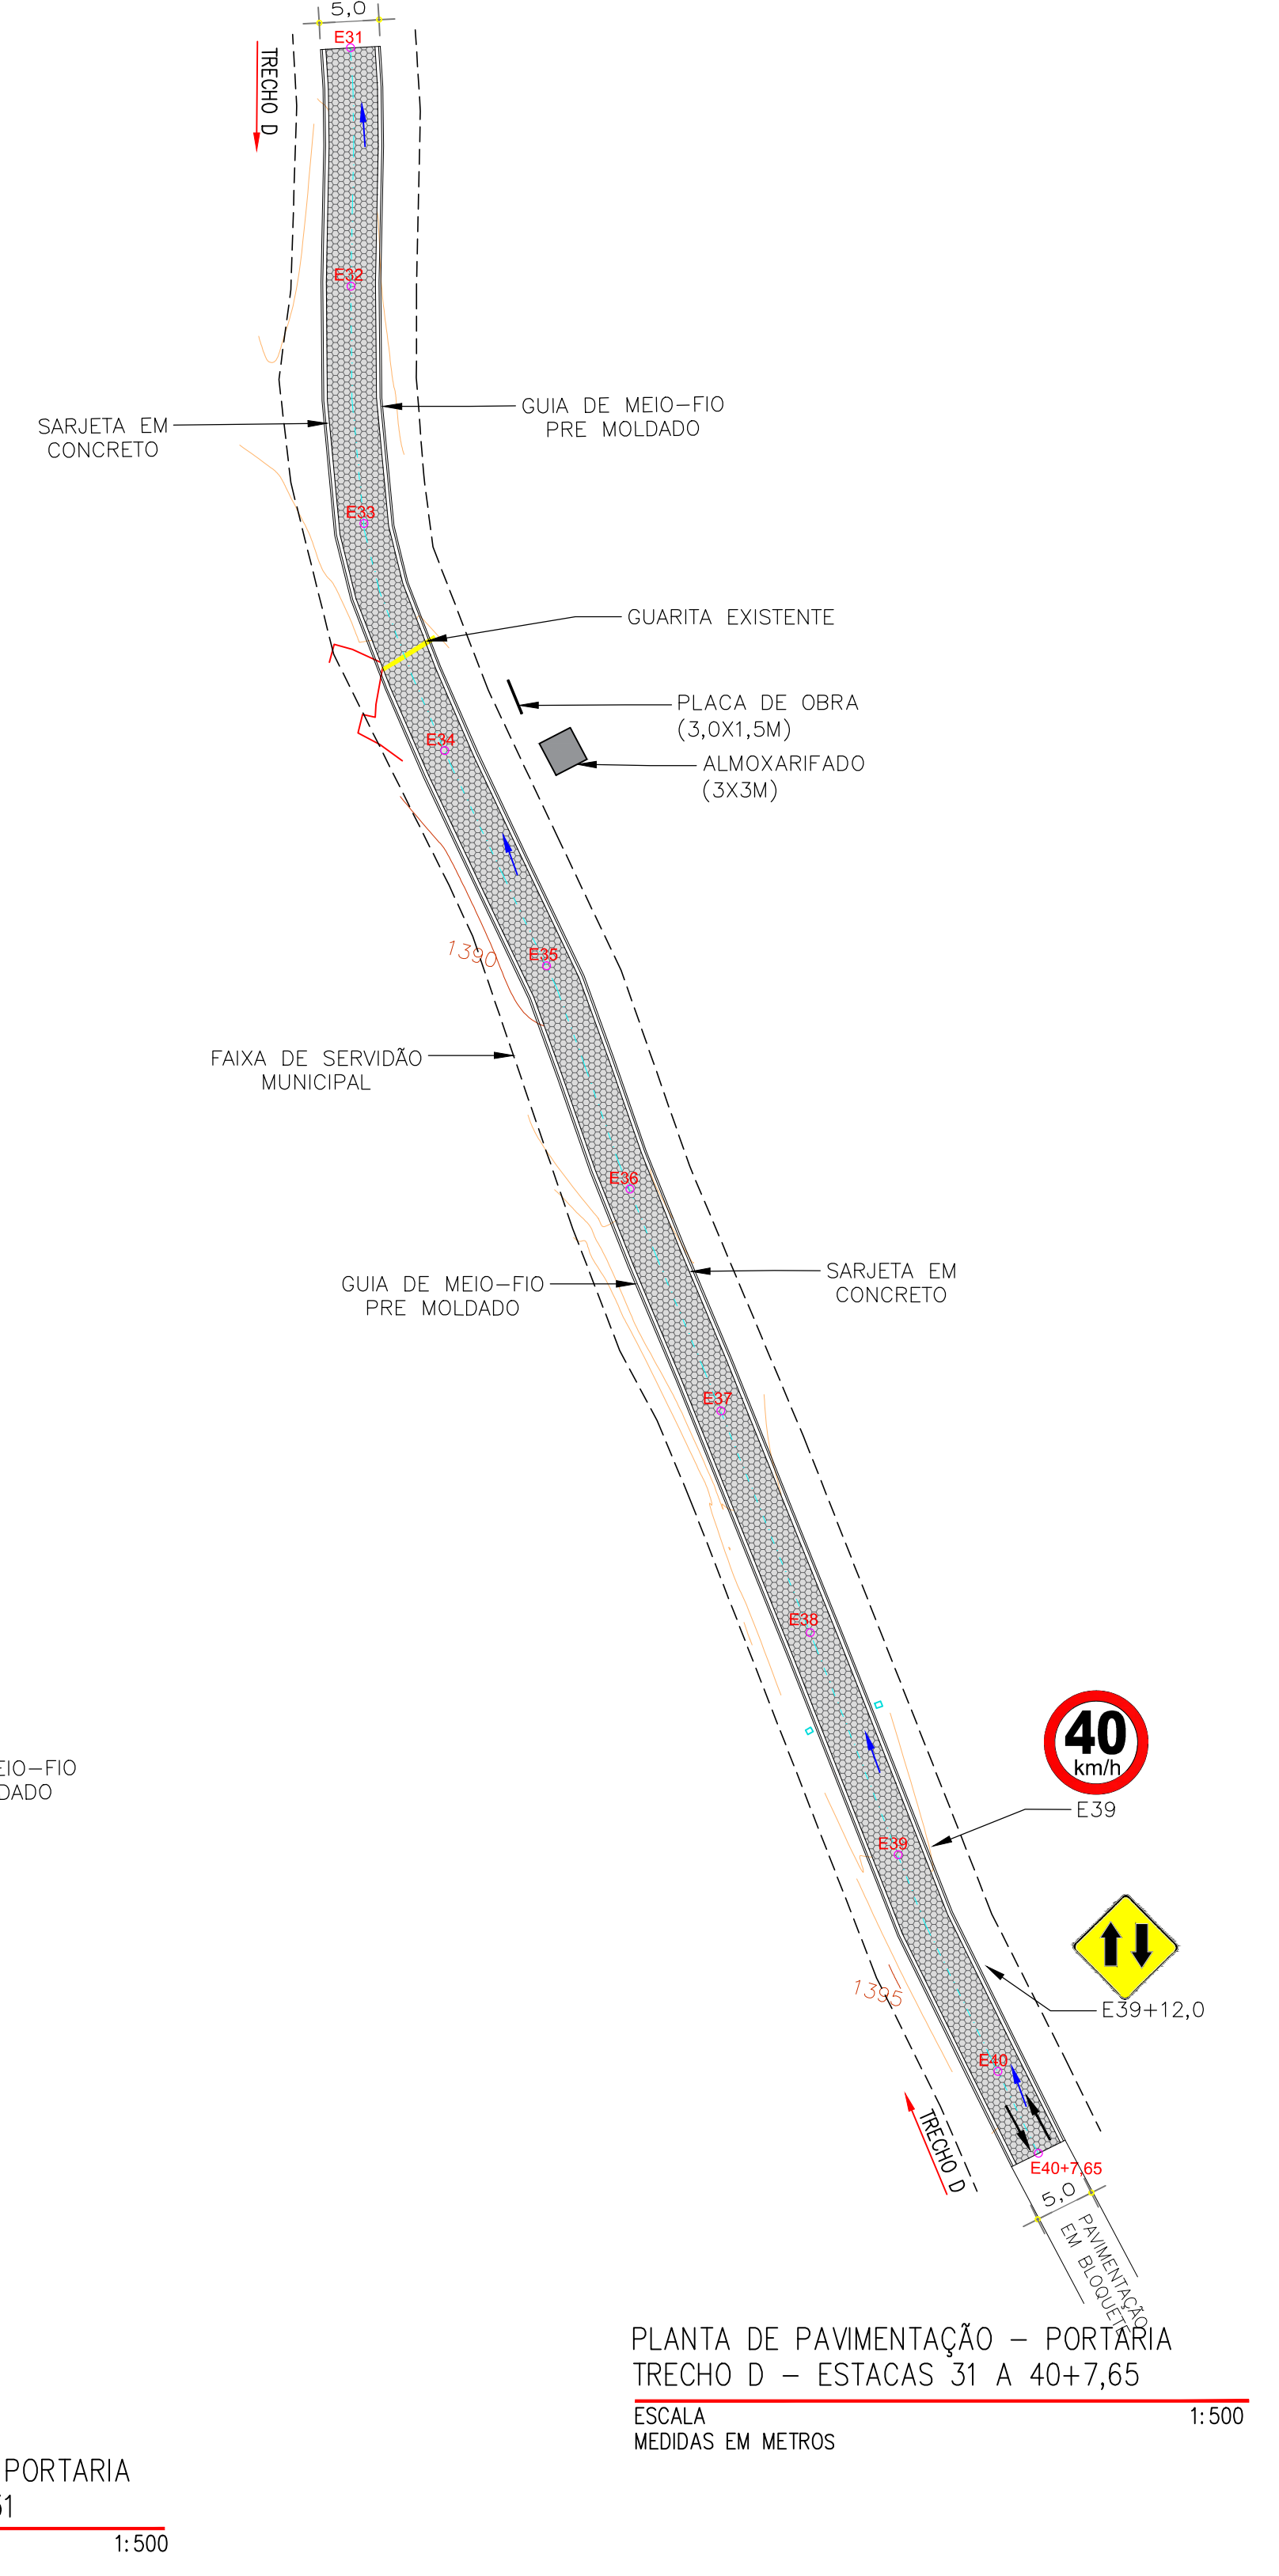 5,0
E31
TRECHO D
E32
GUIA DE MEIO-FIO
PRE MOLDADO
SARJETA EM
CONCRETO
E33
GUARITA EXISTENTE
PLACA DE OBRA
(3,0X1,5M)
E34
ALMOXARIFADO
(3X3M)
1390
E35
FAIXA DE SERVIDÃO
MUNICIPAL
E36
SARJETA EM
CONCRETO
GUIA DE MEIO-FIO
PRE MOLDADO
E37
E38
40
km/h
EIO-FIO
DADO
E39
E39
1395
E39+12,0
E40
TRECHO D
E40+7,65
5,0
PAVIMENTAÇÃO
EM BLOQUETE
PLANTA DE PAVIMENTAÇÃO - PORTARIA
TRECHO D - ESTACAS 31 A 40+7,65
ESCALA 1:500
MEDIDAS EM METROS
PORTARIA
1:500